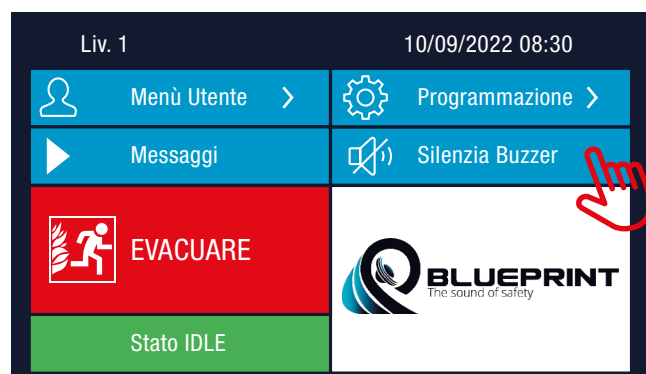 Liv. 1 10/09/2022 08:30
Menù Utente Programmazione
Messaggi Silenzia Buzzer
EVACUARE
BLUEPRINT
The sound of safety
Stato IDLE